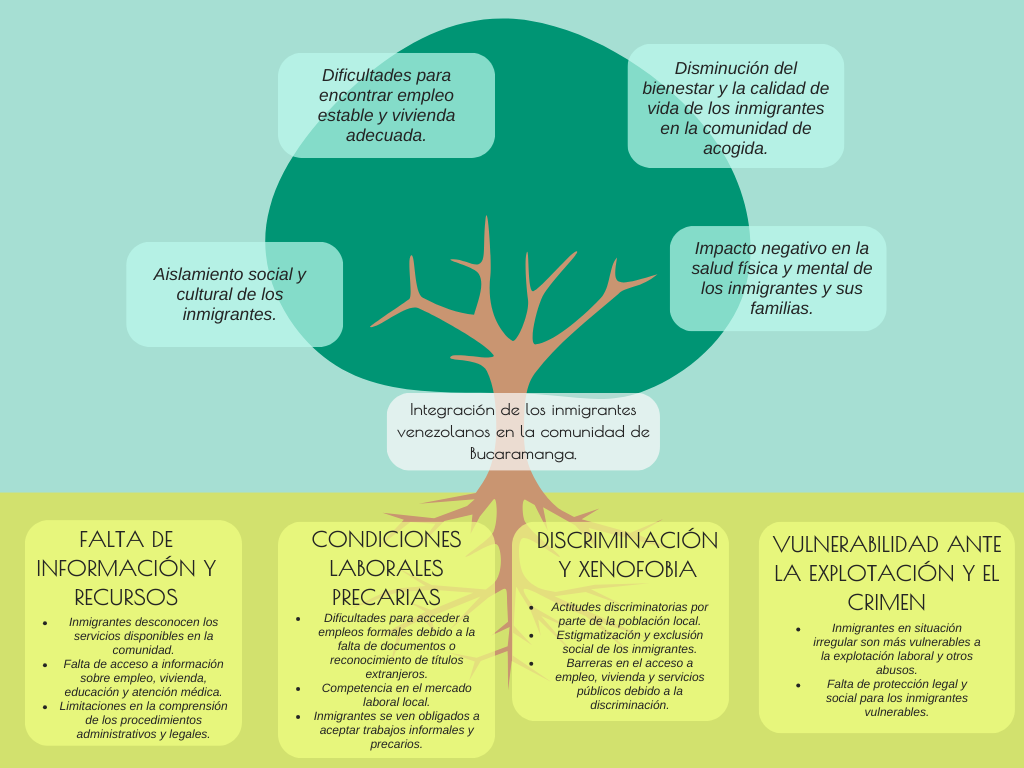 Dificultades para
encontrar empleo
estable y vivienda
adecuada.
Disminución del
bienestar y la calidad de
vida de los inmigrantes
en la comunidad de
acogida.
Aislamiento social y
cultural de los
inmigrantes.
Impacto negativo en la
salud física y mental de
los inmigrantes y sus
familias.
Integración de los inmigrantes
venezolanos en la comunidad de
Bucaramanga.
FALTA DE
INFORMACIÓN Y
RECURSOS
• Inmigrantes desconocen los
servicios disponibles en la
comunidad.
• Falta de acceso a información
sobre empleo, vivienda,
educación y atención médica.
• Limitaciones en la comprensión
de los procedimientos
administrativos y legales.
CONDICIONES
LABORALES
PRECARIAS
• Dificultades para acceder a
empleos formales debido a la
falta de documentos o
reconocimiento de títulos
extranjeros.
• Competencia en el mercado
laboral local.
• Inmigrantes se ven obligados a
aceptar trabajos informales y
precarios.
DISCRIMINACIÓN
Y XENOFOBIA
• Actitudes discriminatorias por
parte de la población local.
• Estigmatización y exclusión
social de los inmigrantes.
• Barreras en el acceso a
empleo, vivienda y servicios
públicos debido a la
discriminación.
VULNERABILIDAD ANTE
LA EXPLOTACIÓN Y EL
CRIMEN
• Inmigrantes en situación
irregular son más vulnerables a
la explotación laboral y otros
abusos.
• Falta de protección legal y
social para los inmigrantes
vulnerables.